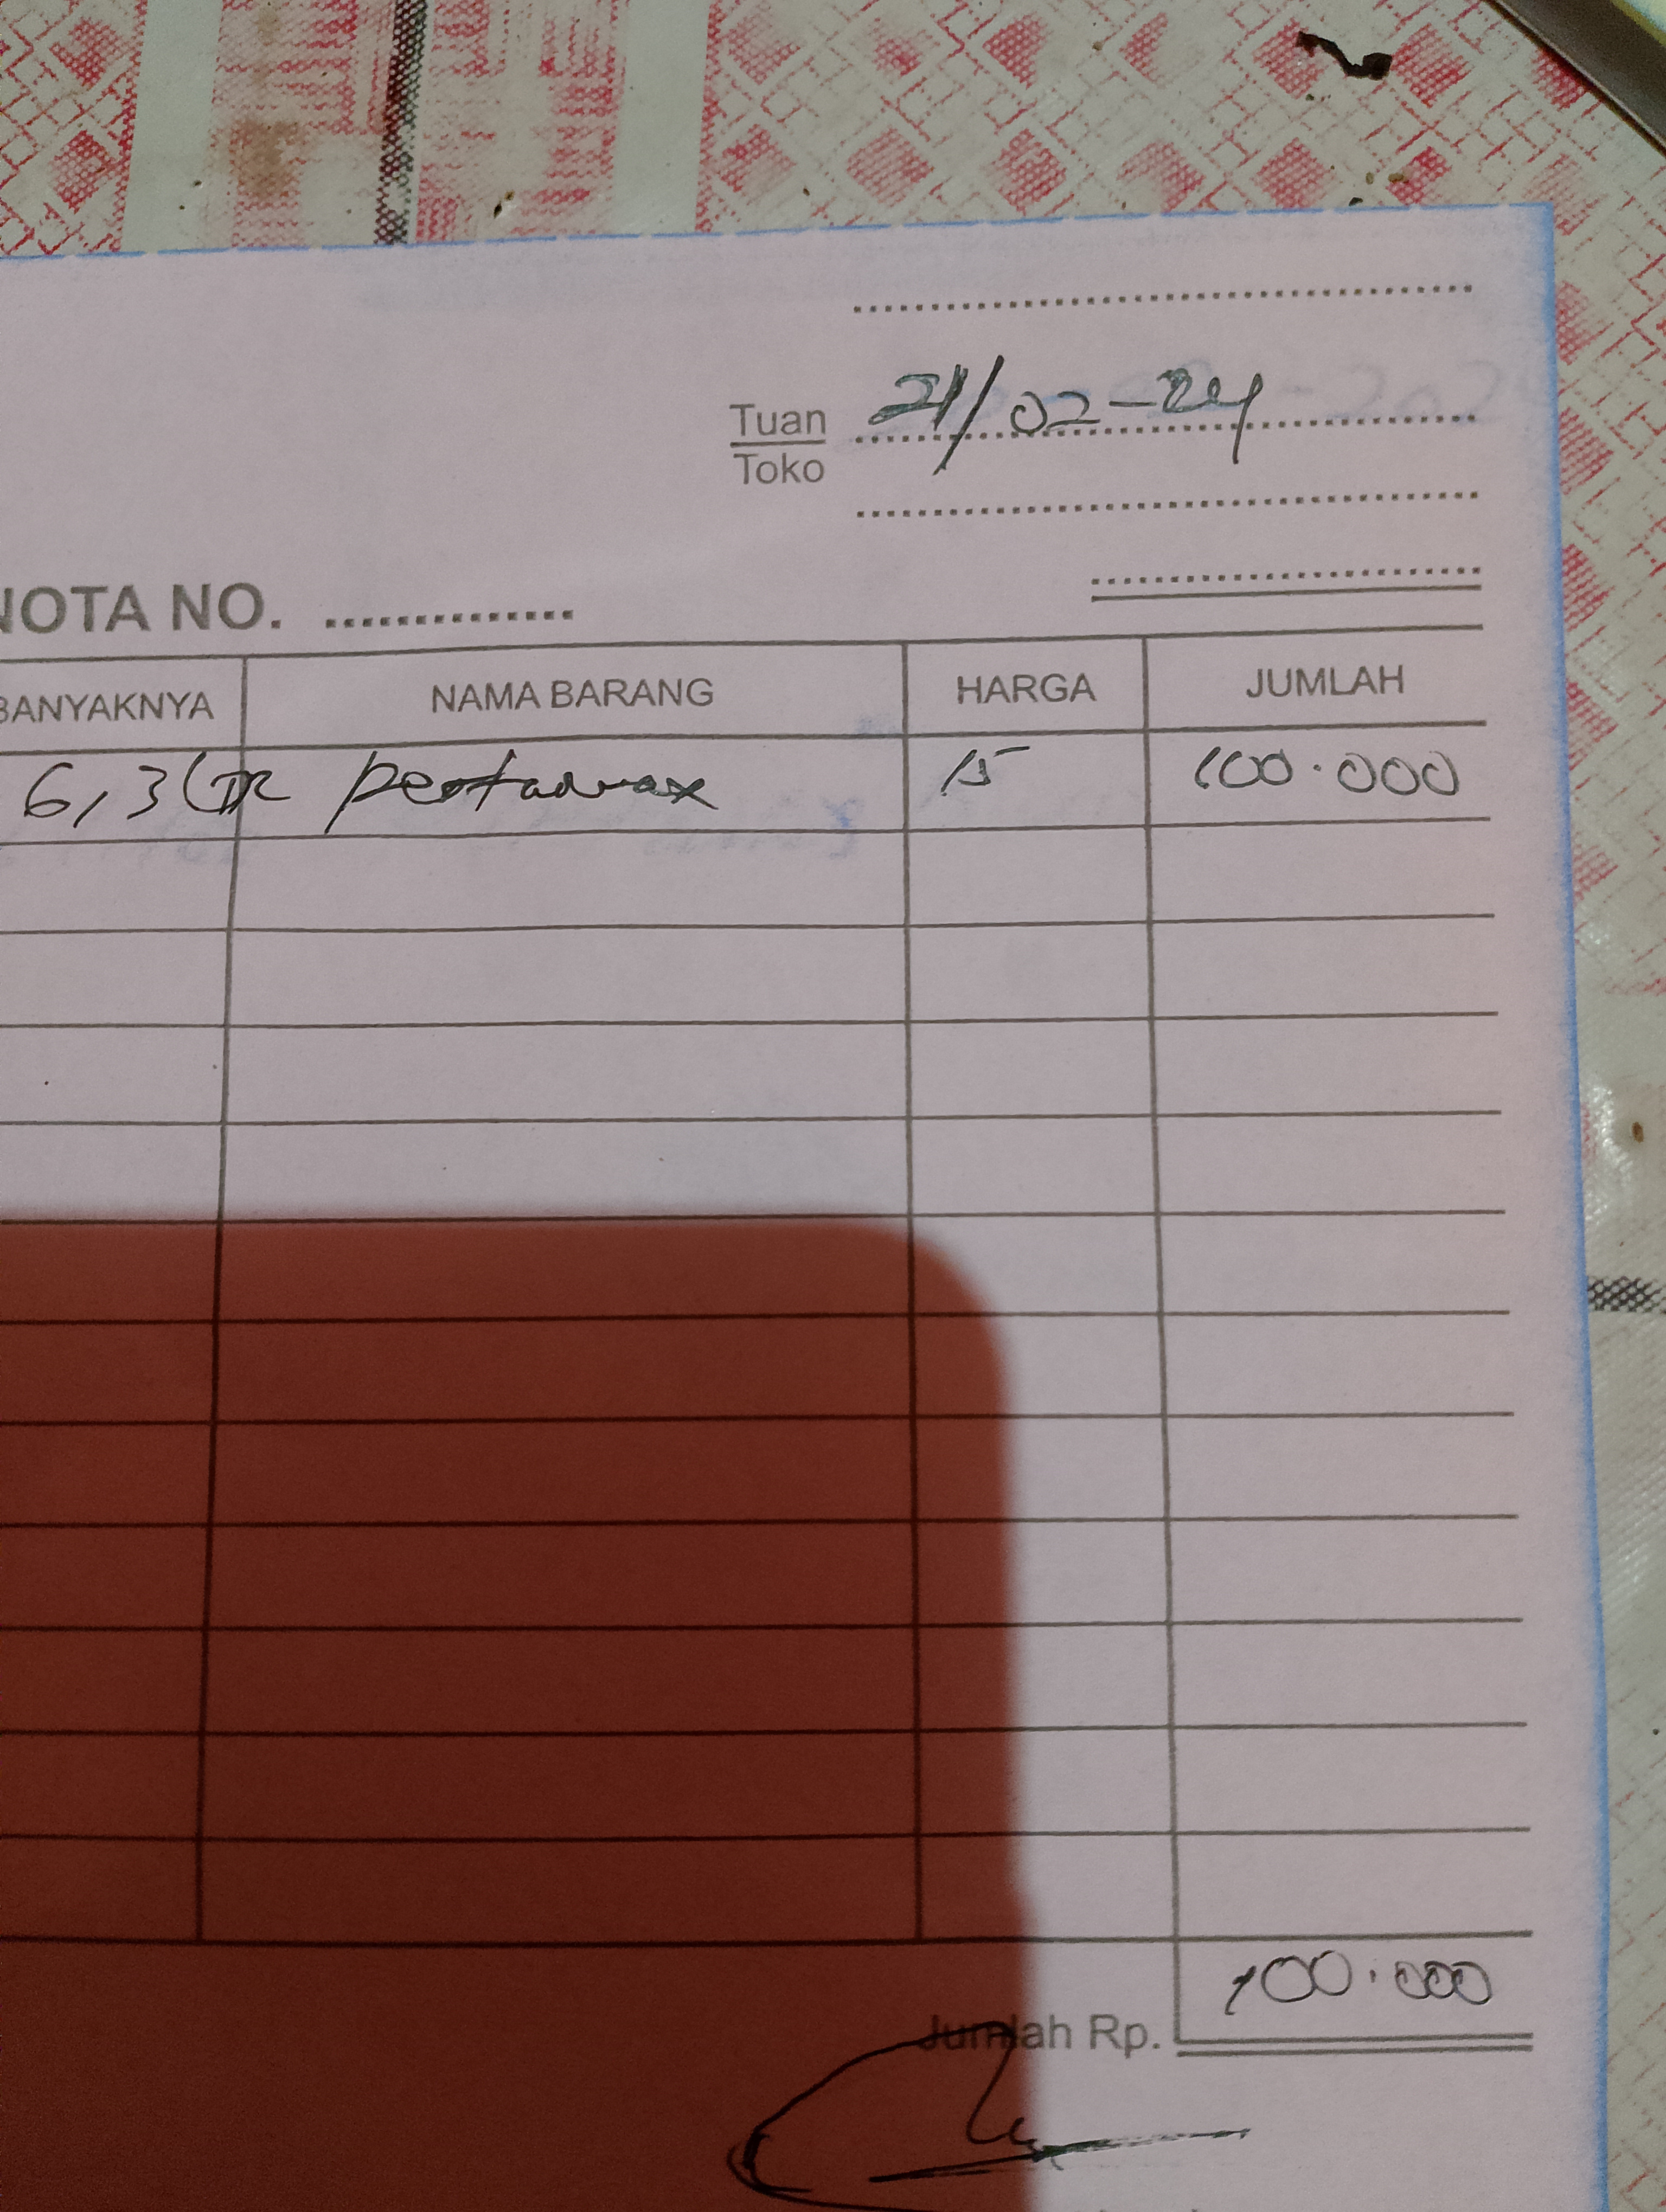 Tuan 21/02-24
Toko
NOTA NO. ..............
BANYAKNYA NAMA BARANG HARGA JUMLAH
6,3 LTR pertamax 15 100.000
Jumlah Rp. 100.000